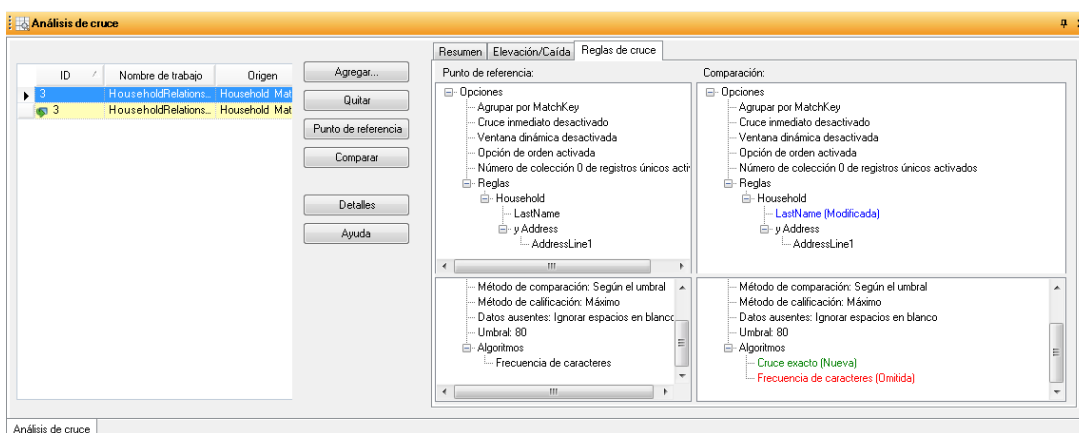 Análisis de cruce
ID Nombre de trabajo Origen
3 HouseholdRelations... Household Mat
3 HouseholdRelations... Household Mat
Agregar...
Quitar
Punto de referencia
Comparar
Detalles
Ayuda
Resumen Elevación/Caída Reglas de cruce
Punto de referencia:
Opciones
Agrupar por MatchKey
Cruce inmediato desactivado
Ventana dinámica desactivada
Opción de orden activada
Número de colección 0 de registros únicos acti
Reglas
Household
LastName
y Address
AddressLine1
Método de comparación: Según el umbral
Método de calificación: Máximo
Datos ausentes: Ignorar espacios en blanco
Umbral: 80
Algoritmos
Frecuencia de caracteres
Comparación:
Opciones
Agrupar por MatchKey
Cruce inmediato desactivado
Ventana dinámica desactivada
Opción de orden activada
Número de colección 0 de registros únicos activados
Reglas
Household
LastName (Modificada)
y Address
AddressLine1
Método de comparación: Según el umbral
Método de calificación: Máximo
Datos ausentes: Ignorar espacios en blanco
Umbral: 80
Algoritmos
Cruce exacto (Nueva)
Frecuencia de caracteres (Omitida)
Análisis de cruce